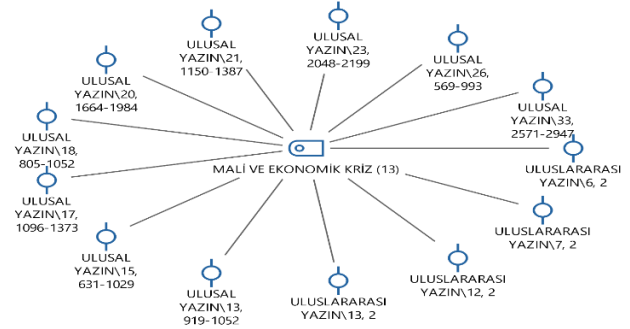 ULUSAL
YAZIN\23,
2048-2199
ULUSAL
YAZIN\21,
1150-1387
ULUSAL
YAZIN\26,
569-993
ULUSAL
YAZIN\20,
1664-1984
ULUSAL
YAZIN\33,
2571-2947
ULUSAL
YAZIN\18,
805-1052
MALİ VE EKONOMİK KRİZ (13)
ULUSLARARASI
YAZIN\6, 2
ULUSAL
YAZIN\17,
1096-1373
ULUSLARARASI
YAZIN\7, 2
ULUSAL
YAZIN\15,
631-1029
ULUSLARARASI
YAZIN\12, 2
ULUSAL
YAZIN\13,
919-1052
ULUSLARARASI
YAZIN\13, 2